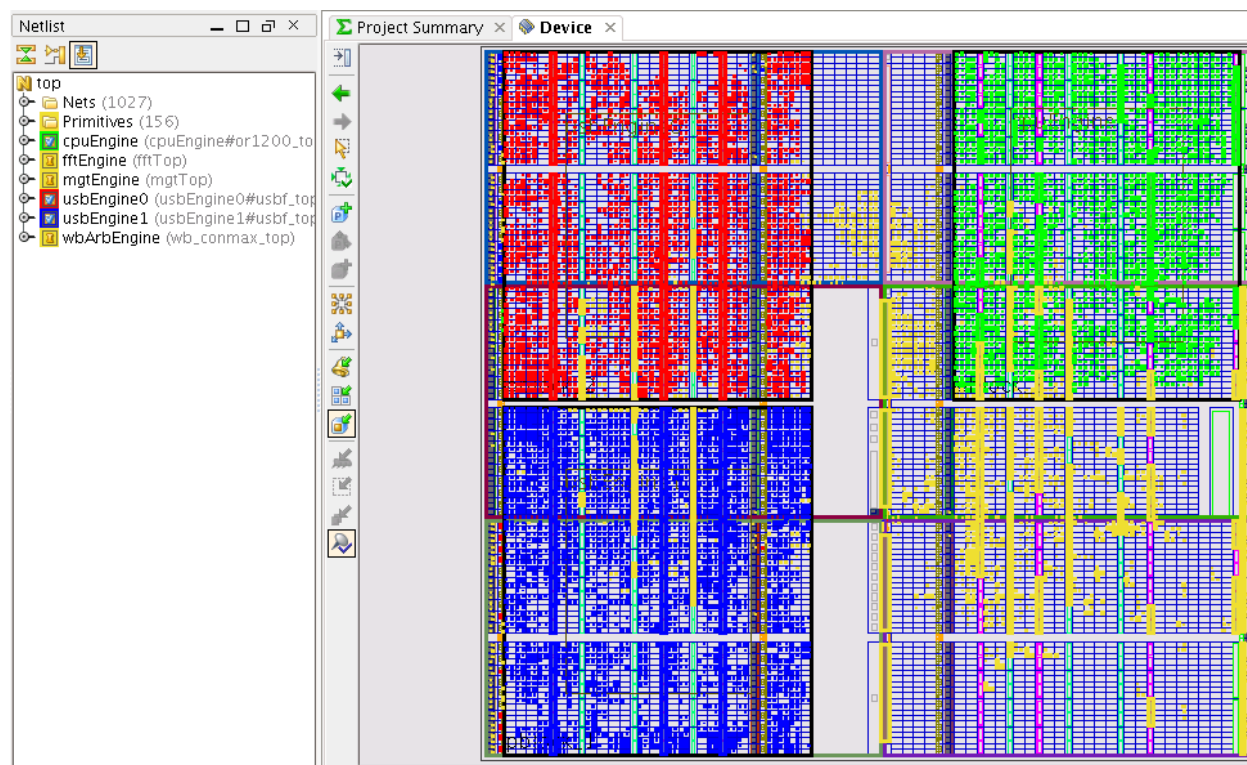 Netlist
top
Nets (1027)
Primitives (156)
cpuEngine (cpuEngine#or1200_to
fftEngine (fftTop)
mgtEngine (mgtTop)
usbEngine0 (usbEngine0#usbf_top
usbEngine1 (usbEngine1#usbf_top
wbArbEngine (wb_conmax_top)
Project Summary
Device